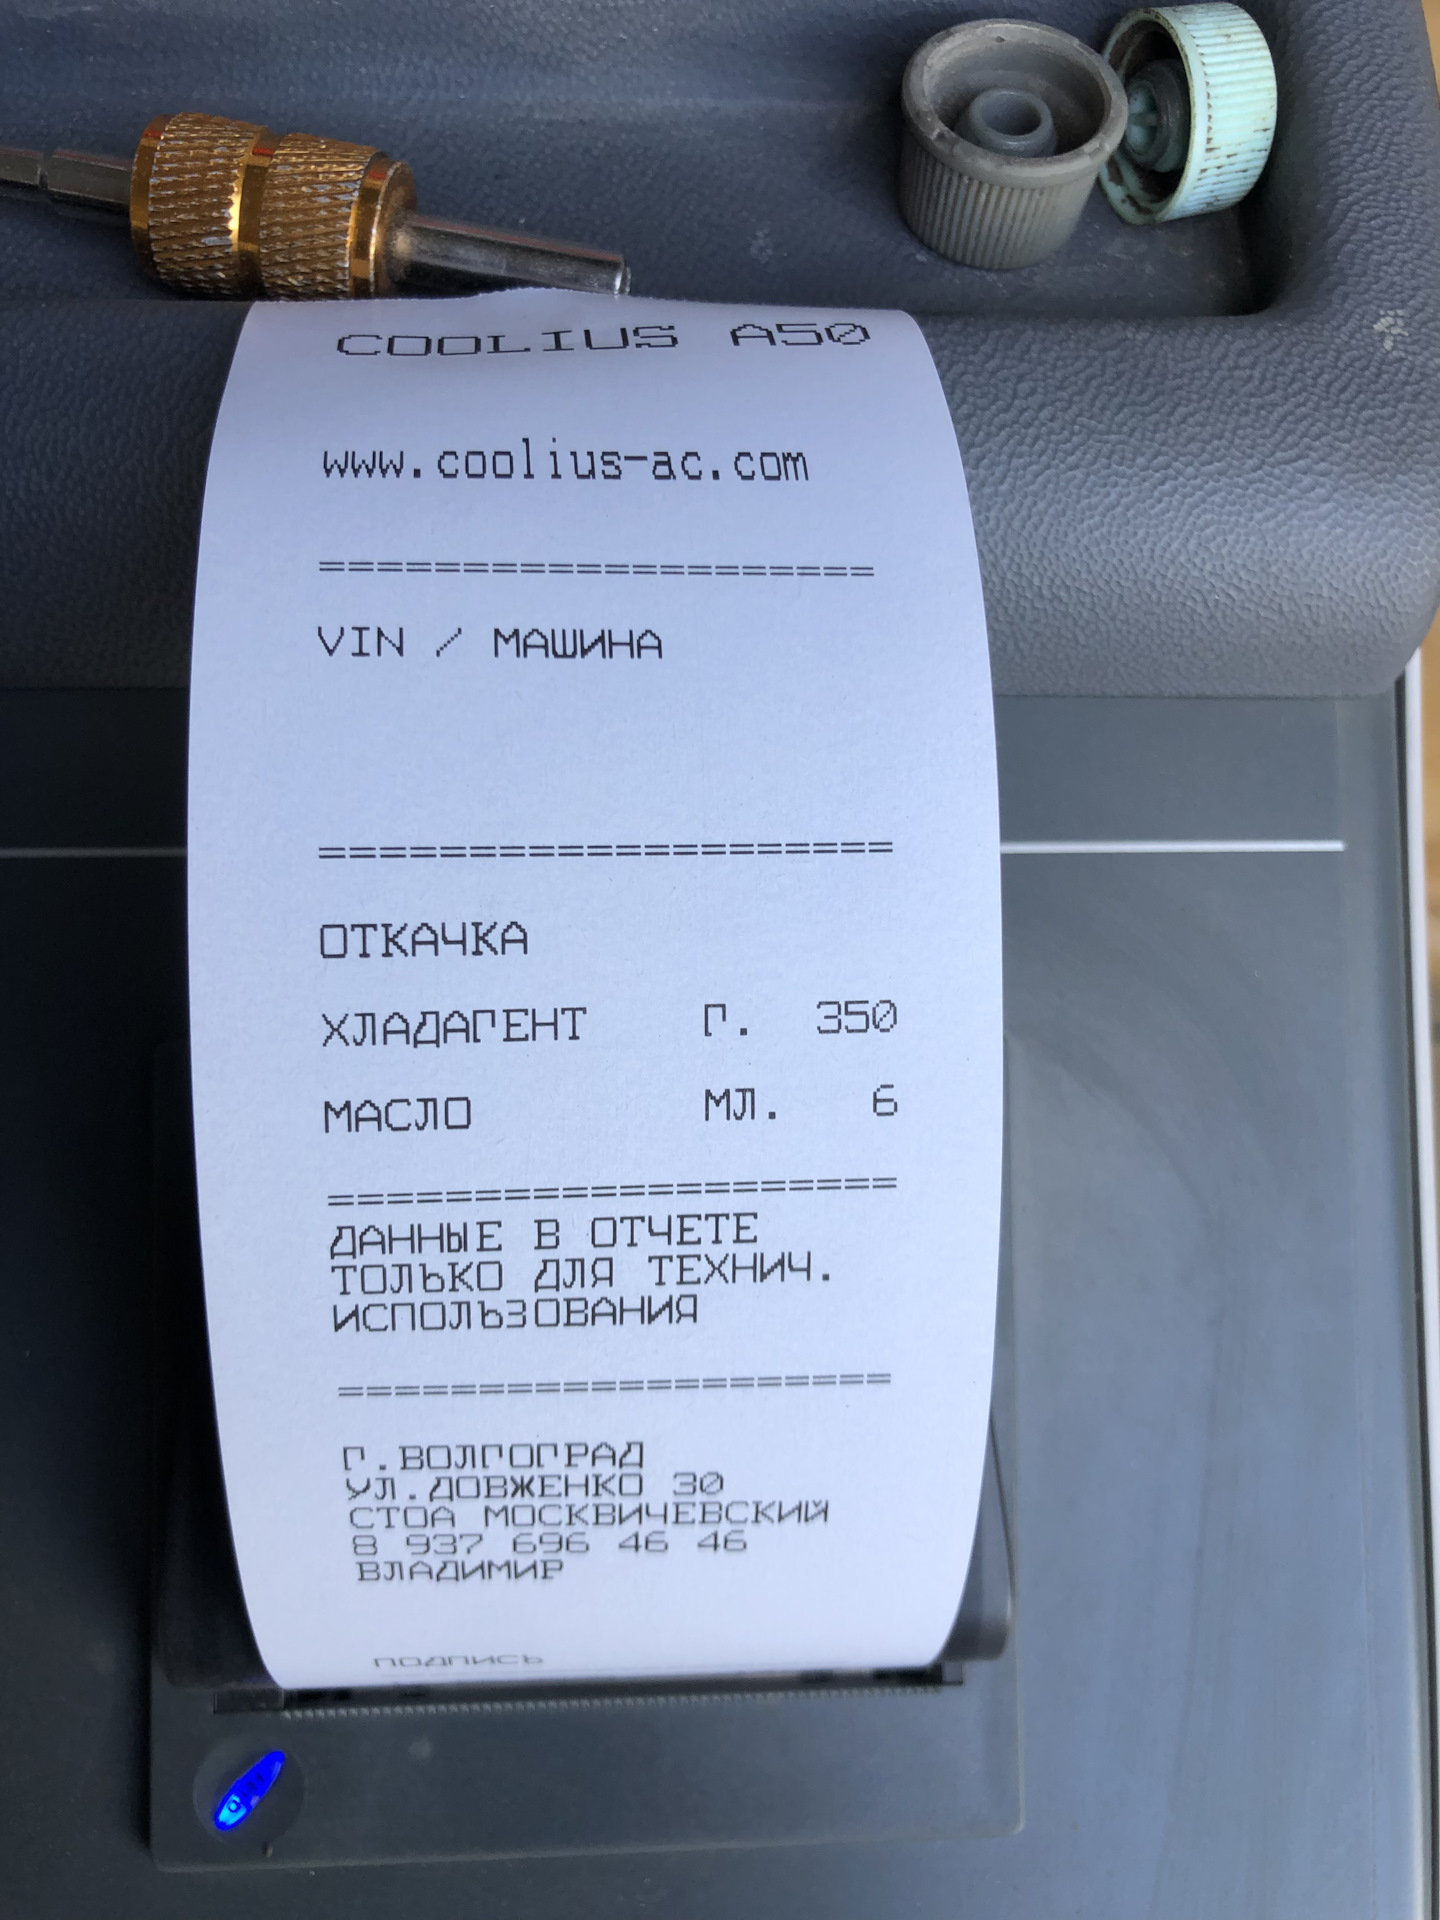 COOLIUS A50
www.coolius-ac.com
====================
VIN / МАШИНА
====================
ОТКАЧКА
ХЛАДАГЕНТ Г. 350
МАСЛО МЛ. 6
====================
ДАННЫЕ В ОТЧЕТЕ
ТОЛЬКО ДЛЯ ТЕХНИЧ.
ИСПОЛЬЗОВАНИЯ
====================
Г.ВОЛГОГРАД
УЛ.ДОВЖЕНКО 30
СТОА МОСКВИЧЕВСКИЙ
8 937 696 46 46
ВЛАДИМИР
ПОДПИСЬ